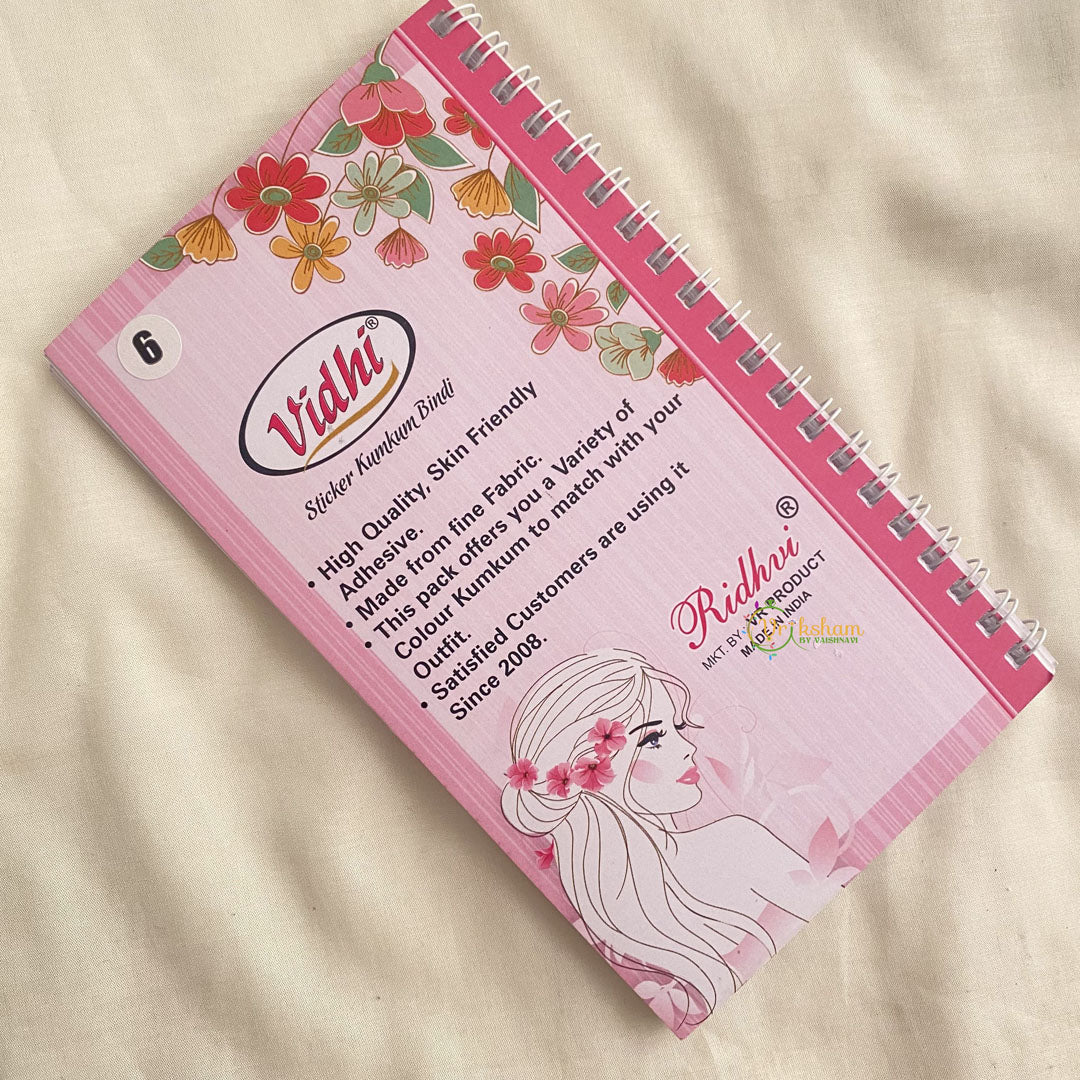 6
Vidhi®
Sticker Kumkum Bindi
• High Quality, Skin Friendly
Adhesive.
• Made from fine Fabric.
• This pack offers you a Variety of
Colour Kumkum to match with your
Outfit.
• Satisfied Customers are using it
Since 2008.
Ridhvi®
MKT. BY: VR PRODUCT
MADE IN INDIA
Vriksham
BY VAISHNAVI